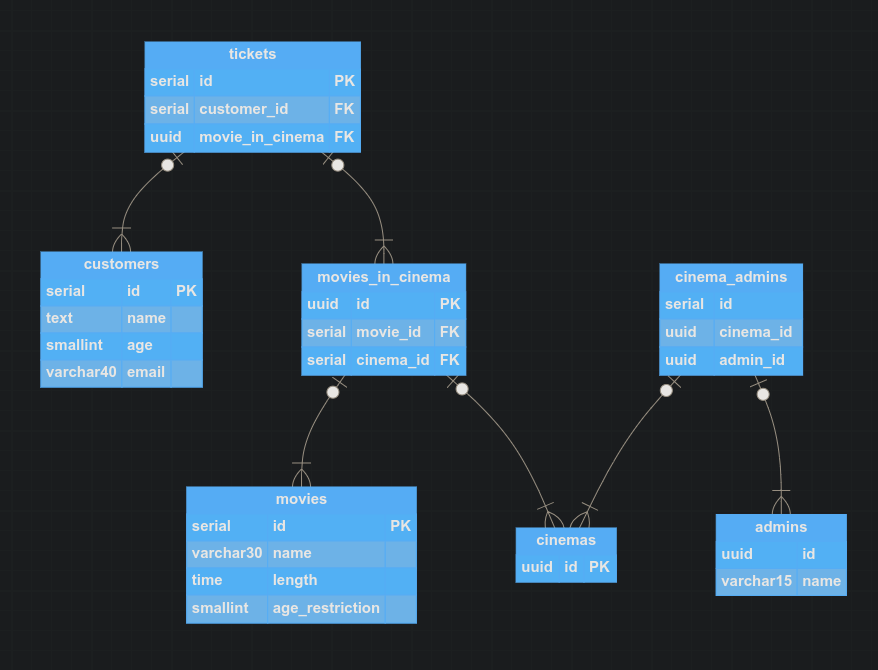 tickets
serial id PK
serial customer_id FK
uuid movie_in_cinema FK
customers
serial id PK
text name
smallint age
varchar40 email
movies_in_cinema
uuid id PK
serial movie_id FK
serial cinema_id FK
cinema_admins
serial id
uuid cinema_id
uuid admin_id
movies
serial id PK
varchar30 name
time length
smallint age_restriction
cinemas
uuid id PK
admins
uuid id
varchar15 name